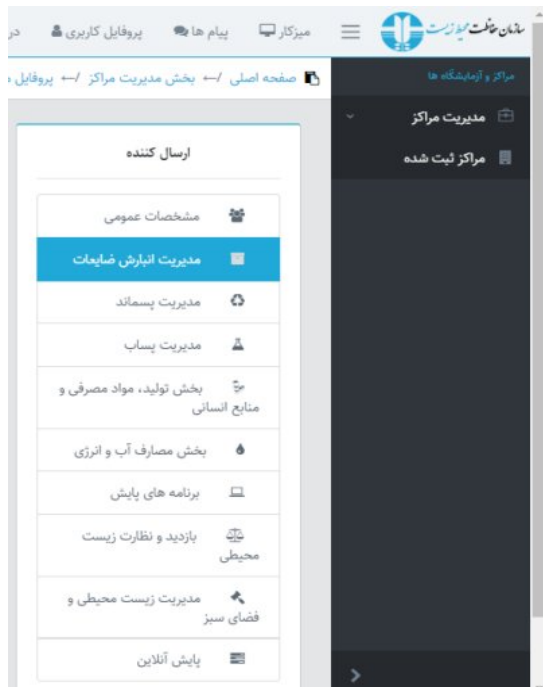 سازمان حفاظت محیط زیست
میزکار
پیام ها
پروفایل کاربری
در
مراکز و آزمایشگاه ها
مدیریت مراکز
مراکز ثبت شده
صفحه اصلی /← بخش مدیریت مراکز /← پروفایل
ارسال کننده
مشخصات عمومی
مدیریت انبارش ضایعات
مدیریت پسماند
مدیریت پساب
بخش تولید، مواد مصرفی و
منابع انسانی
بخش مصارف آب و انرژی
برنامه های پایش
بازدید و نظارت زیست
محیطی
مدیریت زیست محیطی و
فضای سبز
پایش آنلاین